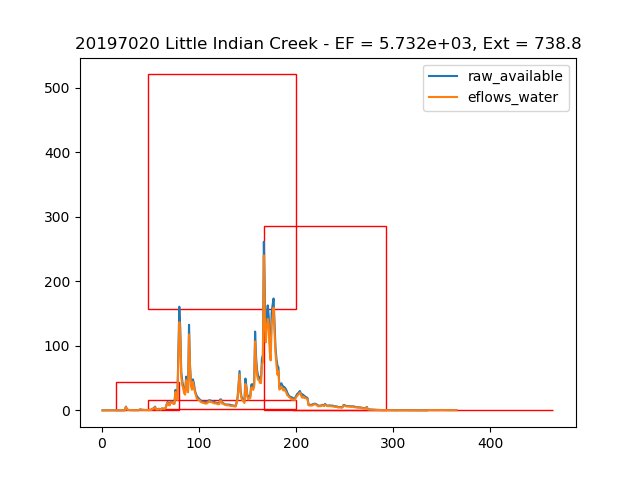 20197020 Little Indian Creek - EF = 5.732e+03, Ext = 738.8
raw_available
eflows_water
500
400
300
200
100
0
0 100 200 300 400